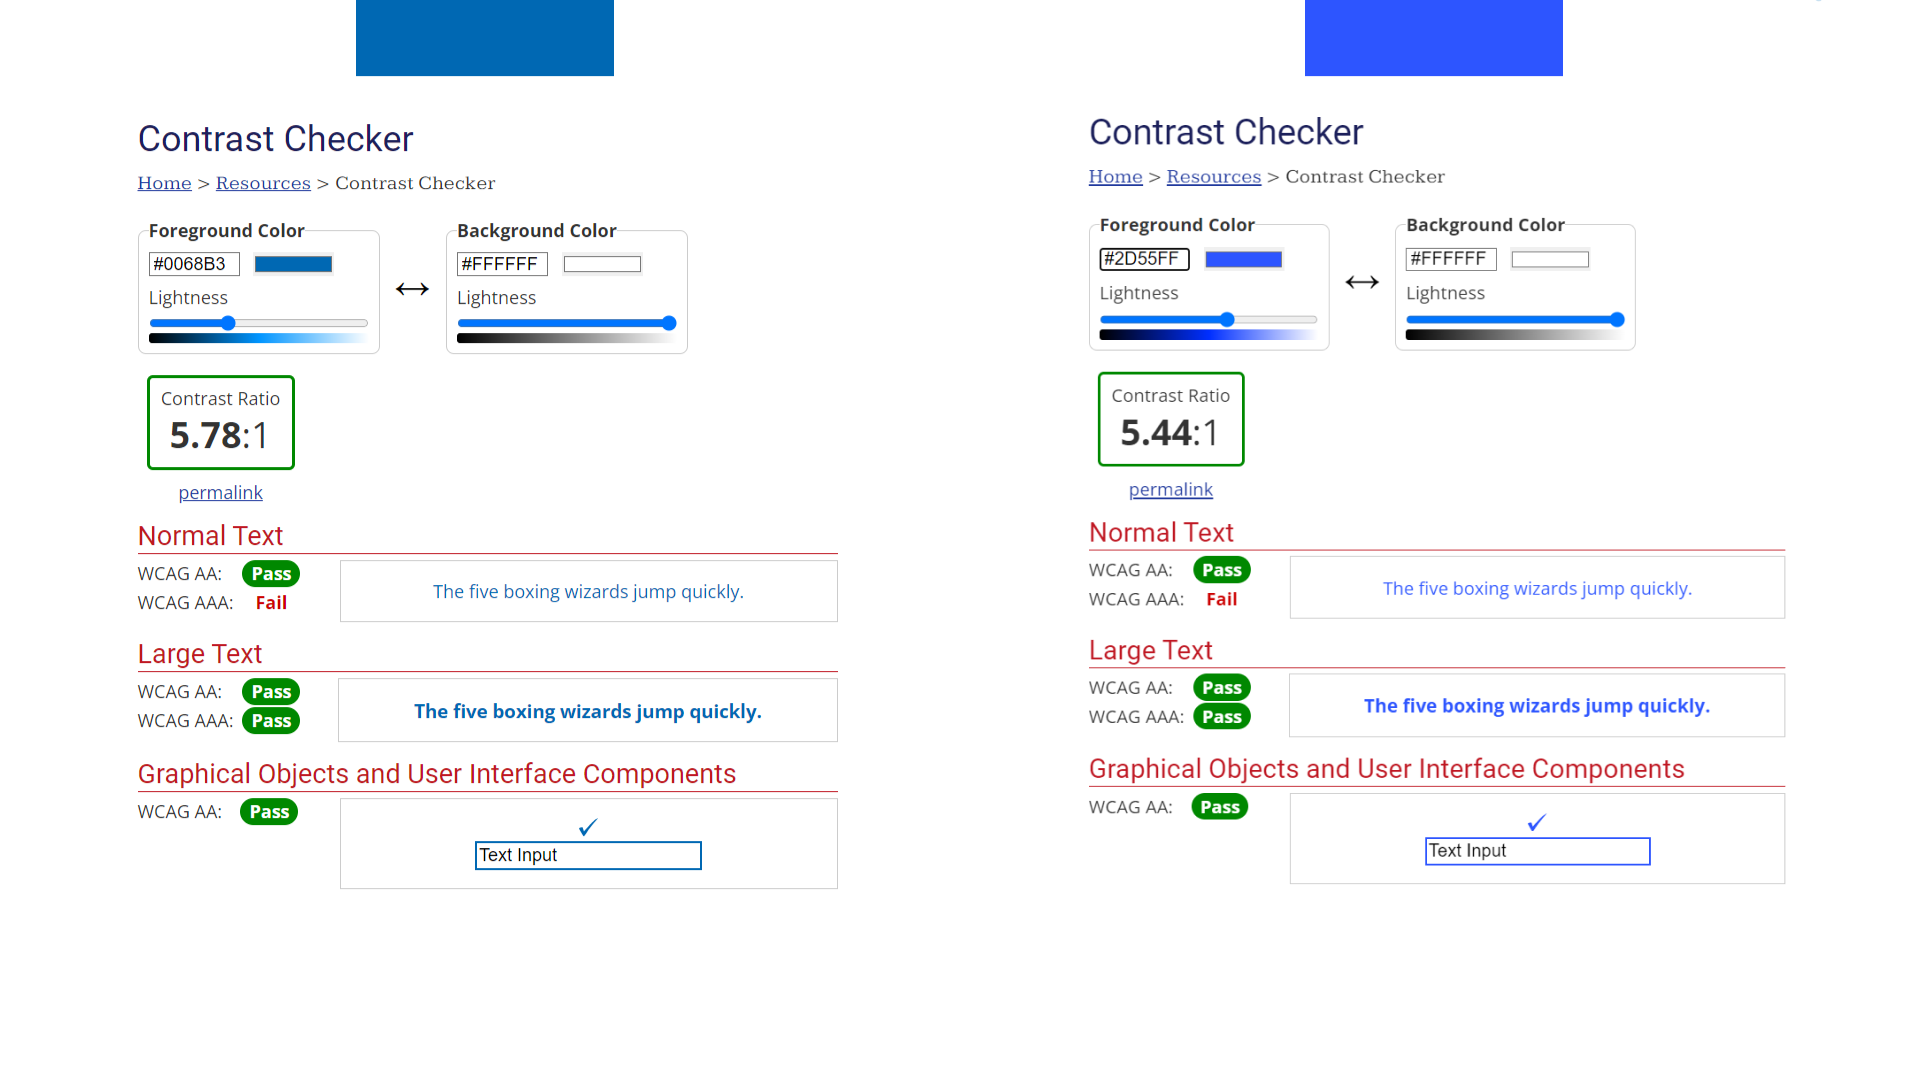 Contrast Checker
Home > Resources > Contrast Checker
Foreground Color
#0068B3
Lightness
Background Color
#FFFFFF
Lightness
Contrast Ratio
5.78:1
permalink
Normal Text
WCAG AA: Pass
WCAG AAA: Fail
The five boxing wizards jump quickly.
Large Text
WCAG AA: Pass
WCAG AAA: Pass
The five boxing wizards jump quickly.
Graphical Objects and User Interface Components
WCAG AA: Pass
✓
Text Input
Contrast Checker
Home > Resources > Contrast Checker
Foreground Color
#2D55FF
Lightness
Background Color
#FFFFFF
Lightness
Contrast Ratio
5.44:1
permalink
Normal Text
WCAG AA: Pass
WCAG AAA: Fail
The five boxing wizards jump quickly.
Large Text
WCAG AA: Pass
WCAG AAA: Pass
The five boxing wizards jump quickly.
Graphical Objects and User Interface Components
WCAG AA: Pass
✓
Text Input